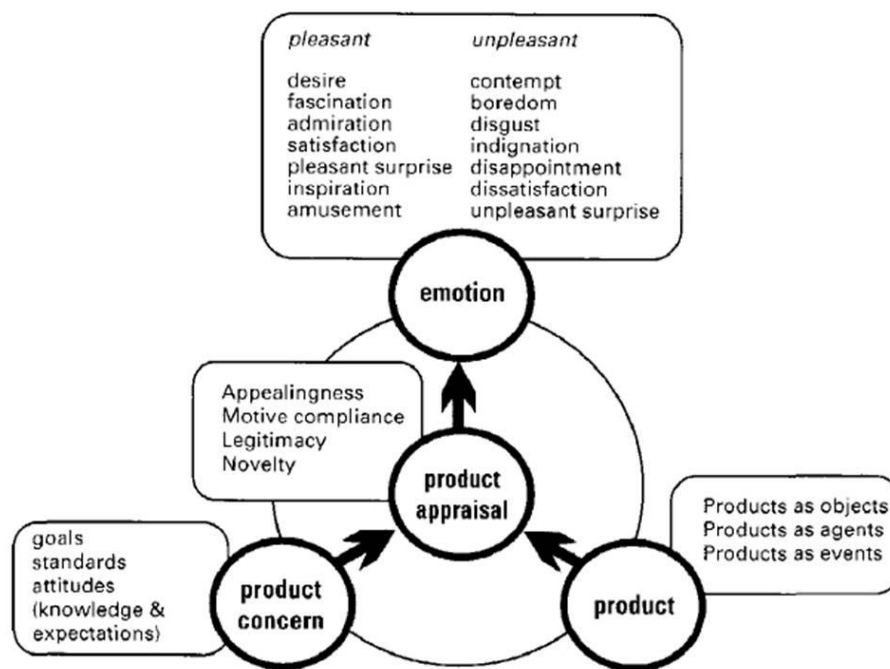 pleasant unpleasant
desire contempt
fascination boredom
admiration disgust
satisfaction indignation
pleasant surprise disappointment
inspiration dissatisfaction
amusement unpleasant surprise
emotion
Appealingness
Motive compliance
Legitimacy
Novelty
product
appraisal
Products as objects
Products as agents
Products as events
goals
standards
attitudes
(knowledge &
expectations)
product
concern
product